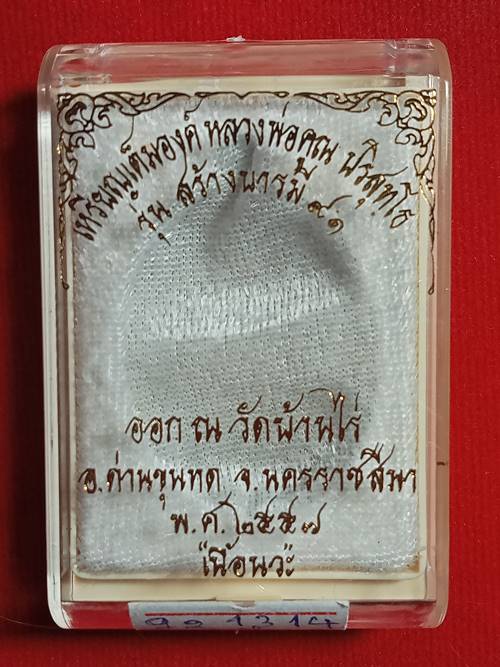 เหรียญเต็มองค์ หลวงพ่อคูณ ปริสุทฺโธ
รุ่น สร้างบารมี ๙๑
ออก ณ วัดบ้านไร่
อ.ด่านขุนทด จ.นครราชสีมา
พ.ศ.๒๕๕๗
เนื้อนวะ